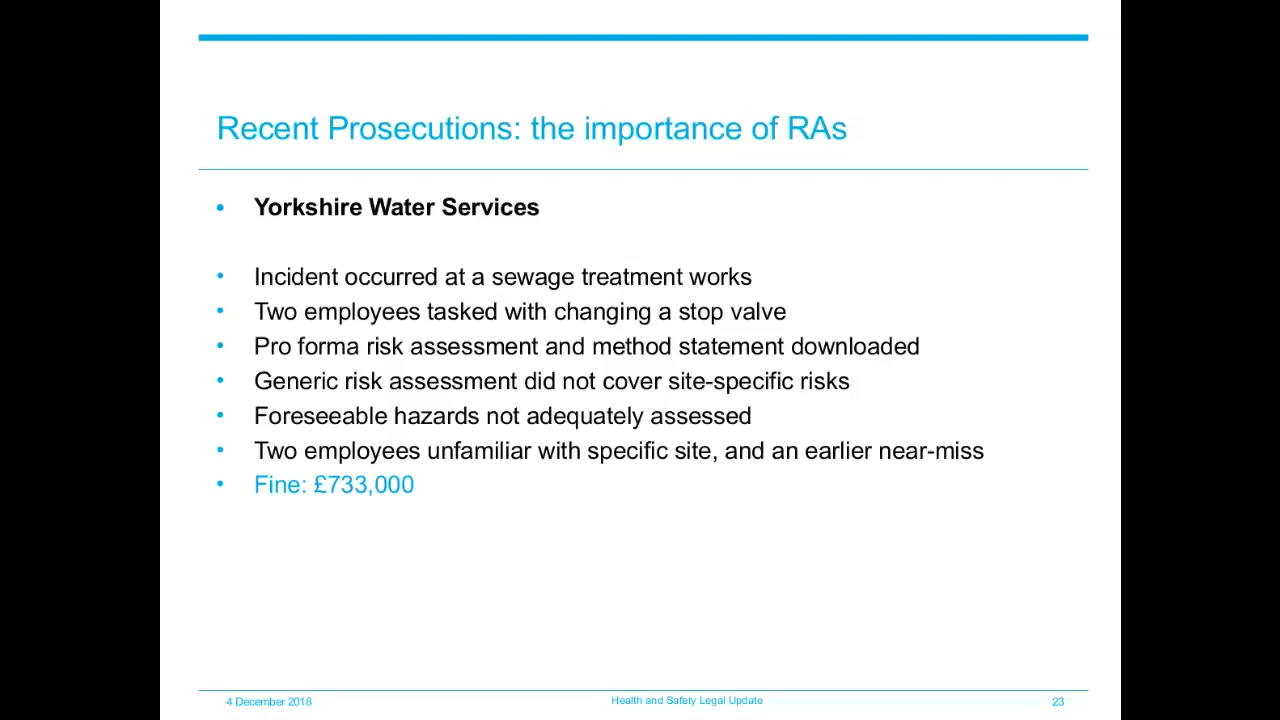 Recent Prosecutions: the importance of RAs
• Yorkshire Water Services
• Incident occurred at a sewage treatment works
• Two employees tasked with changing a stop valve
• Pro forma risk assessment and method statement downloaded
• Generic risk assessment did not cover site-specific risks
• Foreseeable hazards not adequately assessed
• Two employees unfamiliar with specific site, and an earlier near-miss
• Fine: £733,000
4 December 2018
Health and Safety Legal Update
23